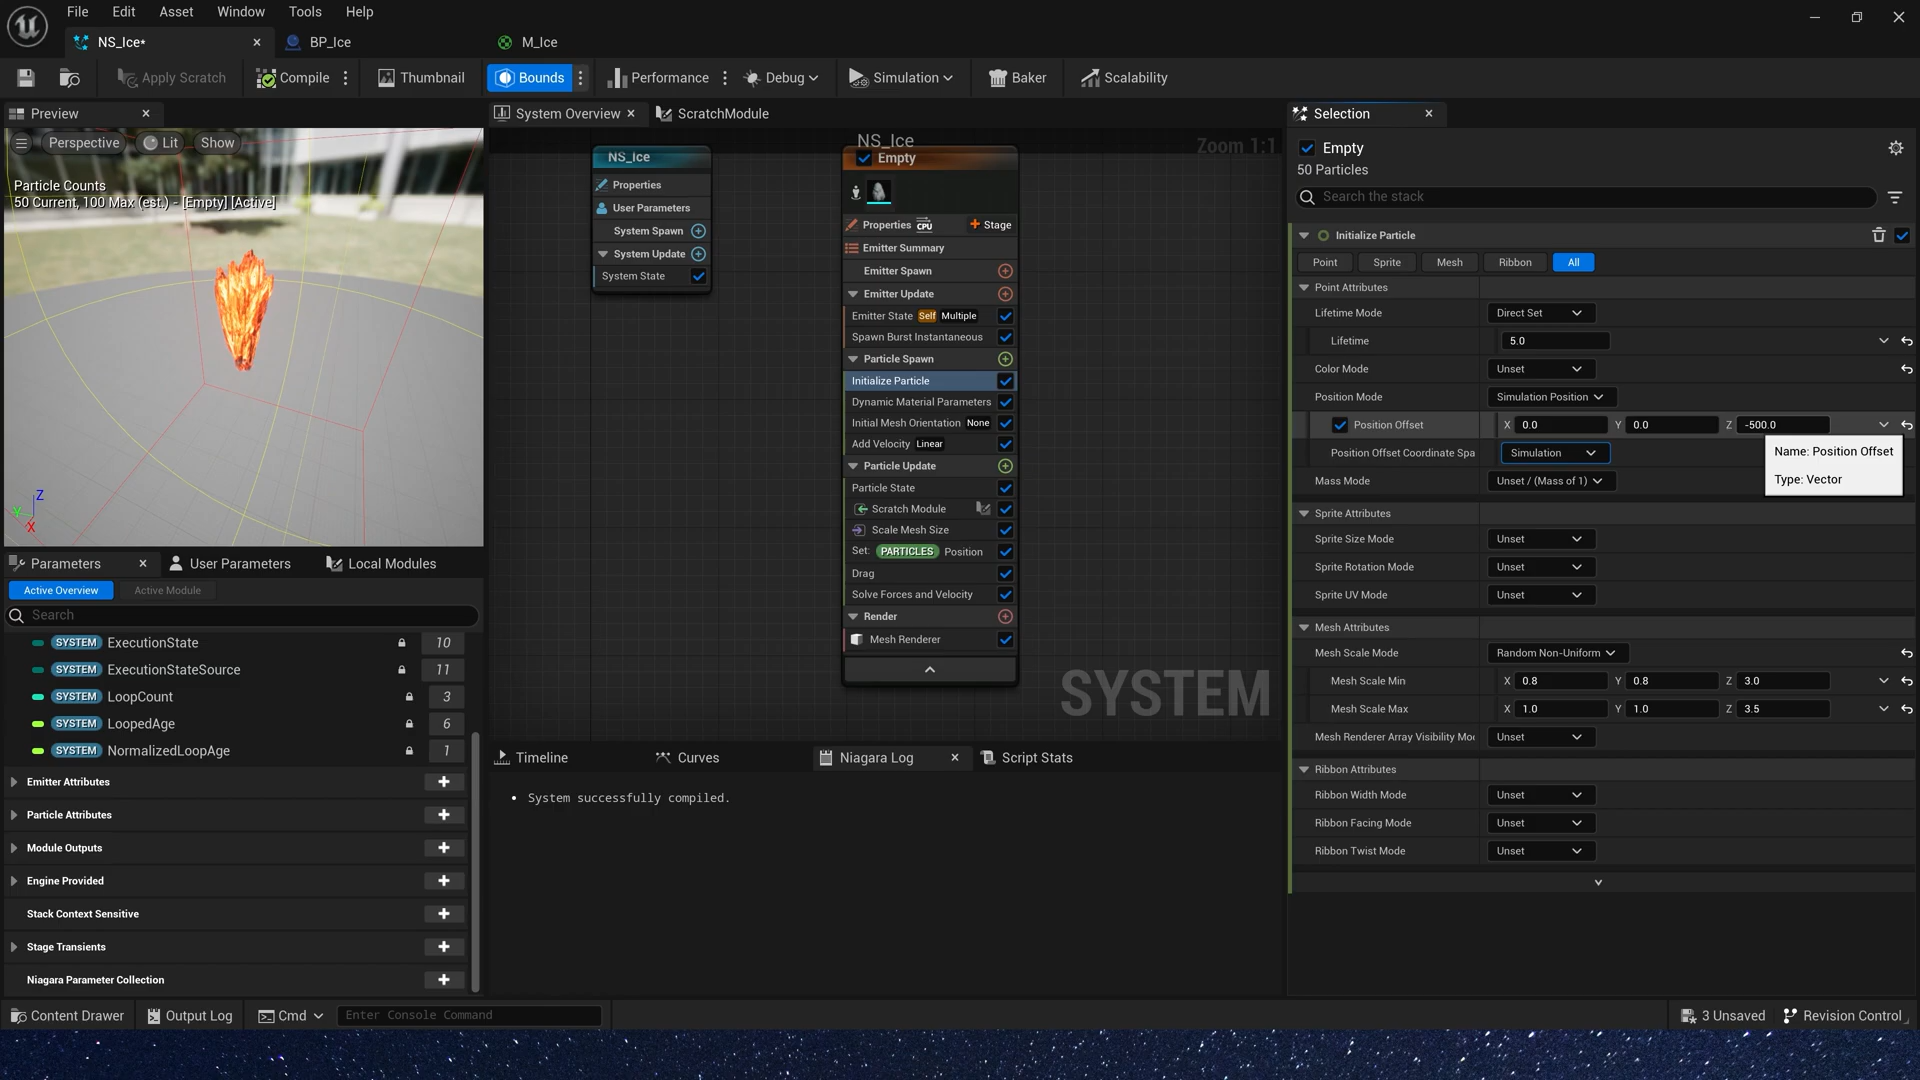 File Edit Asset Window Tools Help
NS_Ice* BP_Ice M_Ice
Apply Scratch Compile Thumbnail Bounds Performance Debug Simulation Baker Scalability
Preview
Perspective Lit Show
Particle Counts
50 Current, 100 Max (est.) - [Empty] [Active]
Z
Y
X
Parameters User Parameters Local Modules
Active Overview Active Module
Search
SYSTEM ExecutionState 10
SYSTEM ExecutionStateSource 11
SYSTEM LoopCount 3
SYSTEM LoopedAge 6
SYSTEM NormalizedLoopAge 1
Emitter Attributes
Particle Attributes
Module Outputs
Engine Provided
Stack Context Sensitive
Stage Transients
Niagara Parameter Collection
System Overview ScratchModule
NS_Ice
Zoom 1:1
NS_Ice
Properties
User Parameters
System Spawn
System Update
System State
Empty
Properties CPU Stage
Emitter Summary
Emitter Spawn
Emitter Update
Emitter State Self Multiple
Spawn Burst Instantaneous
Particle Spawn
Initialize Particle
Dynamic Material Parameters
Initial Mesh Orientation None
Add Velocity Linear
Particle Update
Particle State
Scratch Module
Scale Mesh Size
Set: PARTICLES Position
Drag
Solve Forces and Velocity
Render
Mesh Renderer
SYSTEM
Timeline Curves Niagara Log Script Stats
• System successfully compiled.
Selection
Empty
50 Particles
Search the stack
Initialize Particle
Point Sprite Mesh Ribbon All
Point Attributes
Lifetime Mode Direct Set
Lifetime 5.0
Color Mode Unset
Position Mode Simulation Position
Position Offset X 0.0 Y 0.0 Z -500.0
Position Offset Coordinate Spa Simulation
Name: Position Offset
Type: Vector
Mass Mode Unset / (Mass of 1)
Sprite Attributes
Sprite Size Mode Unset
Sprite Rotation Mode Unset
Sprite UV Mode Unset
Mesh Attributes
Mesh Scale Mode Random Non-Uniform
Mesh Scale Min X 0.8 Y 0.8 Z 3.0
Mesh Scale Max X 1.0 Y 1.0 Z 3.5
Mesh Renderer Array Visibility Mo Unset
Ribbon Attributes
Ribbon Width Mode Unset
Ribbon Facing Mode Unset
Ribbon Twist Mode Unset
Content Drawer Output Log Cmd Enter Console Command 3 Unsaved Revision Control